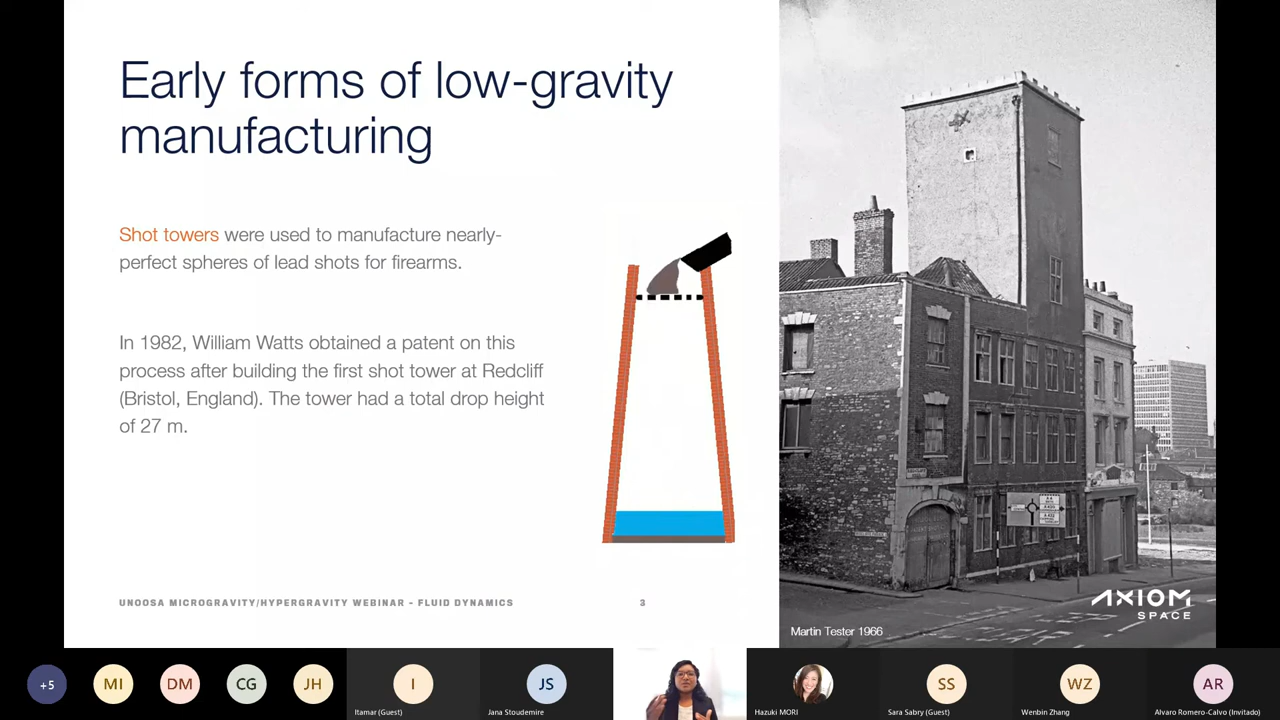 Early forms of low-gravity
manufacturing
Shot towers were used to manufacture nearly-
perfect spheres of lead shots for firearms.
In 1982, William Watts obtained a patent on this
process after building the first shot tower at Redcliff
(Bristol, England). The tower had a total drop height
of 27 m.
UNOOSA MICROGRAVITY/HYPERGRAVITY WEBINAR - FLUID DYNAMICS
3
AXIOM
SPACE
Martin Tester 1966
+5
MI
DM
CG
JH
I
JS
SS
WZ
AR
Itamar (Guest)
Jana Stoudemire
Hazuki MORI
Sara Sabry (Guest)
Wenbin Zhang
Alvaro Romero-Calvo (Invitado)